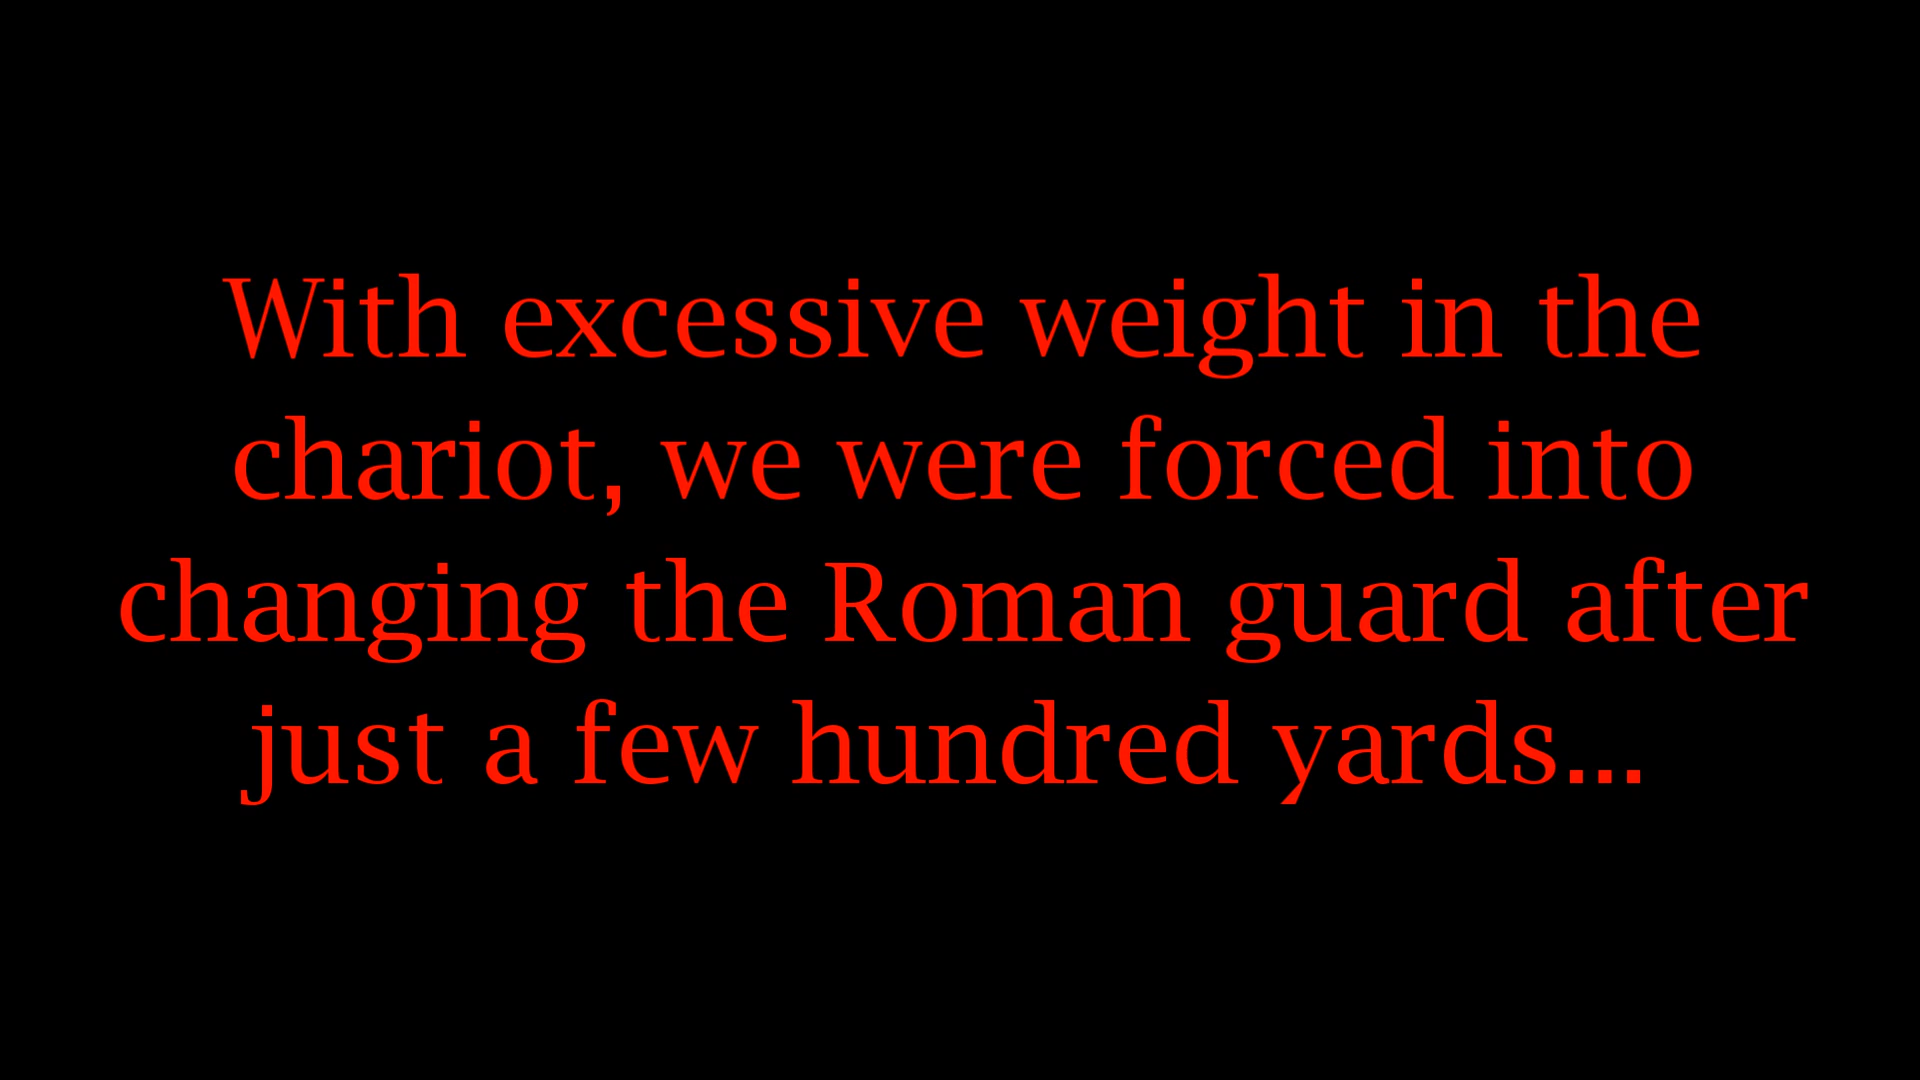 With excessive weight in the
chariot, we were forced into
changing the Roman guard after
just a few hundred yards...